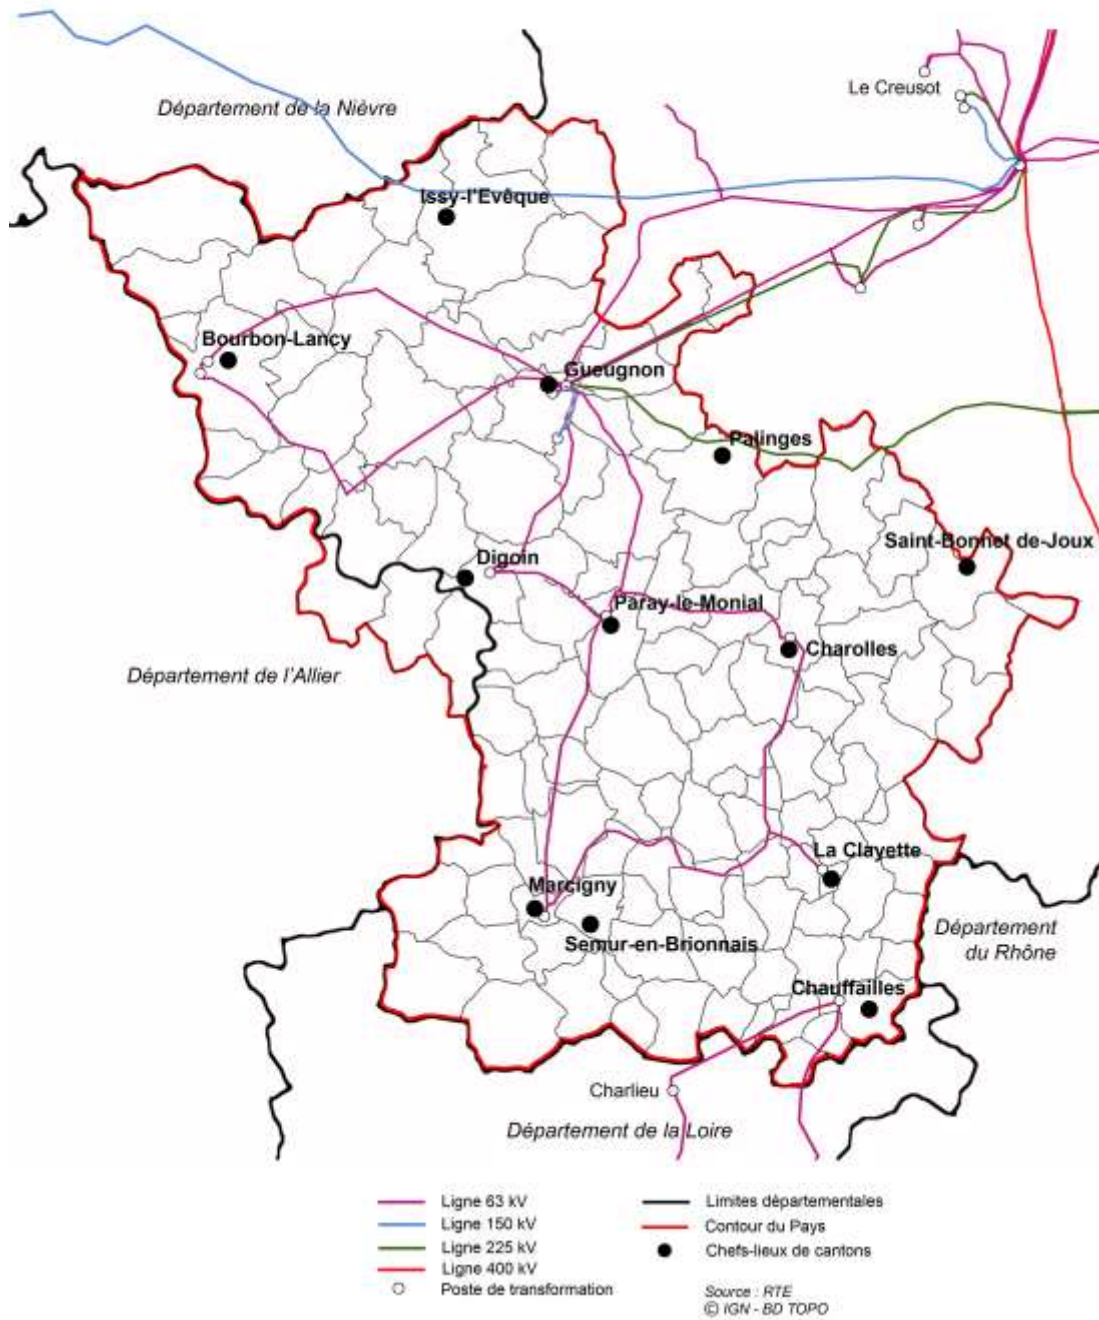 Le Creusot
Département de la Nièvre
Issy-l'Evêque
Bourbon-Lancy
Gueugnon
Palinges
Saint-Bonnet de-Joux
Digoin
Paray-le-Monial
Charolles
Département de l'Allier
La Clayette
Marcigny
Semur-en-Brionnais
Département
du Rhône
Chauffailles
Charlieu
Département de la Loire
Ligne 63 kV
Ligne 150 kV
Ligne 225 kV
Ligne 400 kV
Poste de transformation
Limites départementales
Contour du Pays
Chefs-lieux de cantons
Source : RTE
© IGN - BD TOPO